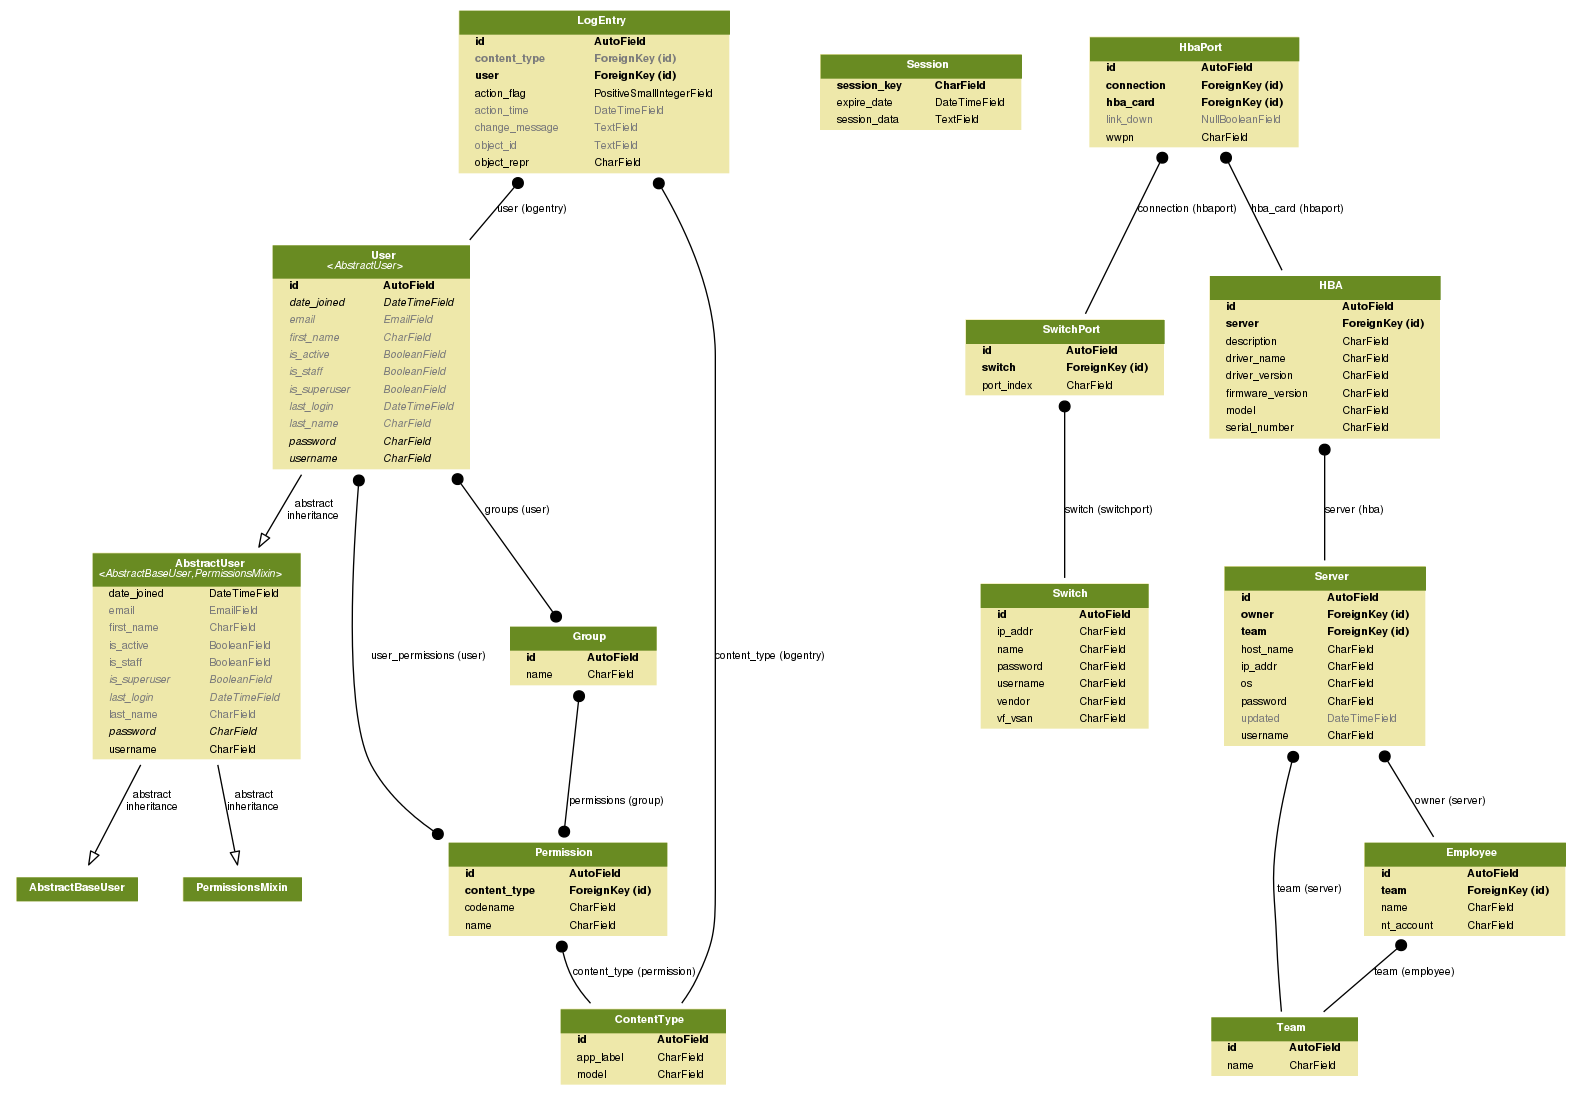 LogEntry
id AutoField
content_type ForeignKey (id)
user ForeignKey (id)
action_flag PositiveSmallIntegerField
action_time DateTimeField
change_message TextField
object_id TextField
object_repr CharField
user (logentry)
User
<AbstractUser>
id AutoField
date_joined DateTimeField
email EmailField
first_name CharField
is_active BooleanField
is_staff BooleanField
is_superuser BooleanField
last_login DateTimeField
last_name CharField
password CharField
username CharField
abstract
inheritance
groups (user)
AbstractUser
<AbstractBaseUser,PermissionsMixin>
date_joined DateTimeField
email EmailField
first_name CharField
is_active BooleanField
is_staff BooleanField
is_superuser BooleanField
last_login DateTimeField
last_name CharField
password CharField
username CharField
user_permissions (user)
Group
id AutoField
name CharField
content_type (logentry)
abstract
inheritance
abstract
inheritance
permissions (group)
AbstractBaseUser
PermissionsMixin
Permission
id AutoField
content_type ForeignKey (id)
codename CharField
name CharField
content_type (permission)
ContentType
id AutoField
app_label CharField
model CharField
Session
session_key CharField
expire_date DateTimeField
session_data TextField
HbaPort
id AutoField
connection ForeignKey (id)
hba_card ForeignKey (id)
link_down NullBooleanField
wwpn CharField
connection (hbaport)
hba_card (hbaport)
SwitchPort
id AutoField
switch ForeignKey (id)
port_index CharField
HBA
id AutoField
server ForeignKey (id)
description CharField
driver_name CharField
driver_version CharField
firmware_version CharField
model CharField
serial_number CharField
switch (switchport)
server (hba)
Switch
id AutoField
ip_addr CharField
name CharField
password CharField
username CharField
vendor CharField
vf_vsan CharField
Server
id AutoField
owner ForeignKey (id)
team ForeignKey (id)
host_name CharField
ip_addr CharField
os CharField
password CharField
updated DateTimeField
username CharField
owner (server)
team (server)
Employee
id AutoField
team ForeignKey (id)
name CharField
nt_account CharField
team (employee)
Team
id AutoField
name CharField